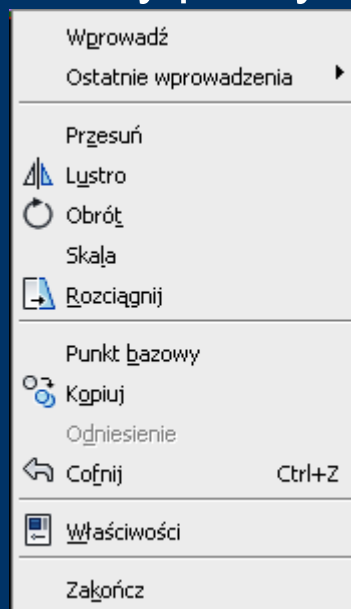 Wprowadź
Ostatnie wprowadzenia
Przesuń
Lustro
Obrót
Skala
Rozciągnij
Punkt bazowy
Kopiuj
Odniesienie
Cofnij Ctrl+Z
Właściwości
Zakończ